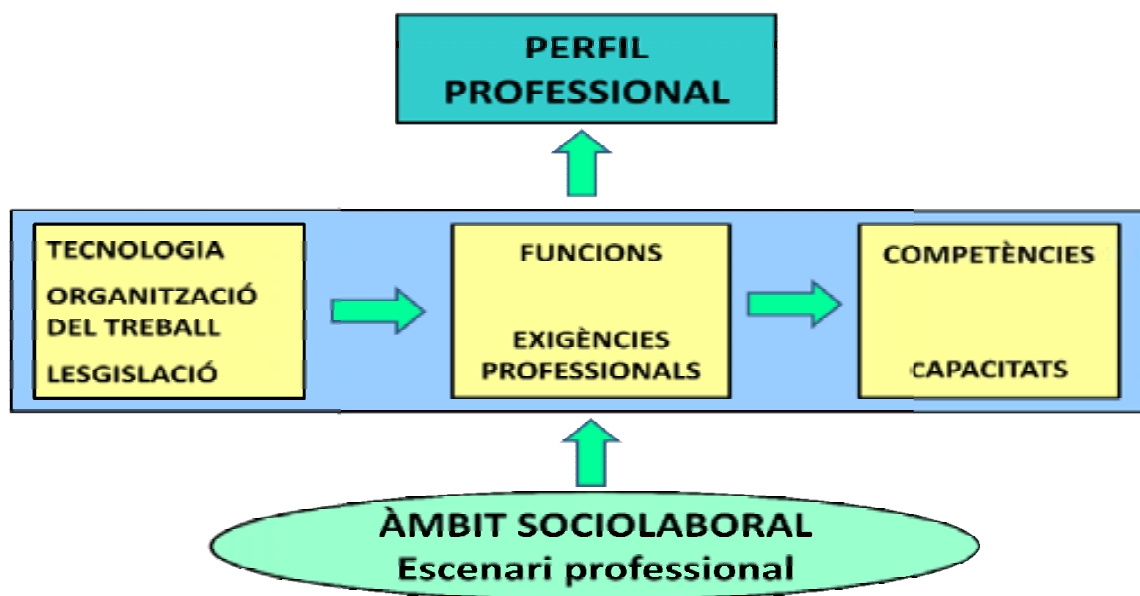 PERFIL
PROFESSIONAL
TECNOLOGIA
ORGANITZACIÓ
DEL TREBALL
LESGISLACIÓ
FUNCIONS
EXIGÈNCIES
PROFESSIONALS
COMPETÈNCIES
CAPACITATS
ÀMBIT SOCIOLABORAL
Escenari professional